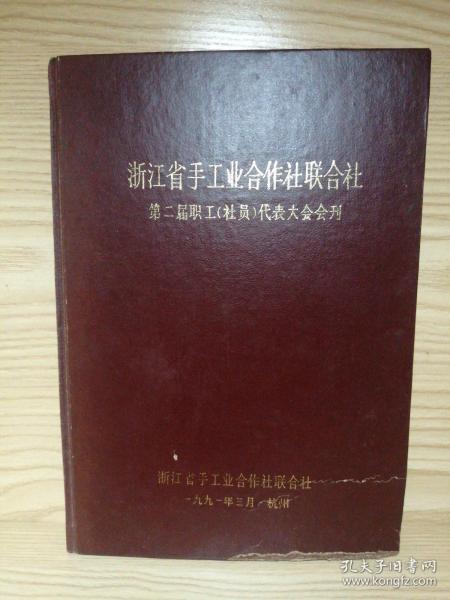 浙江省手工业合作社联合社
第二届职工(社员)代表大会会刊
浙江省手工业合作社联合社
一九九一年三月·杭州
孔夫子旧书网
www.kongfz.com